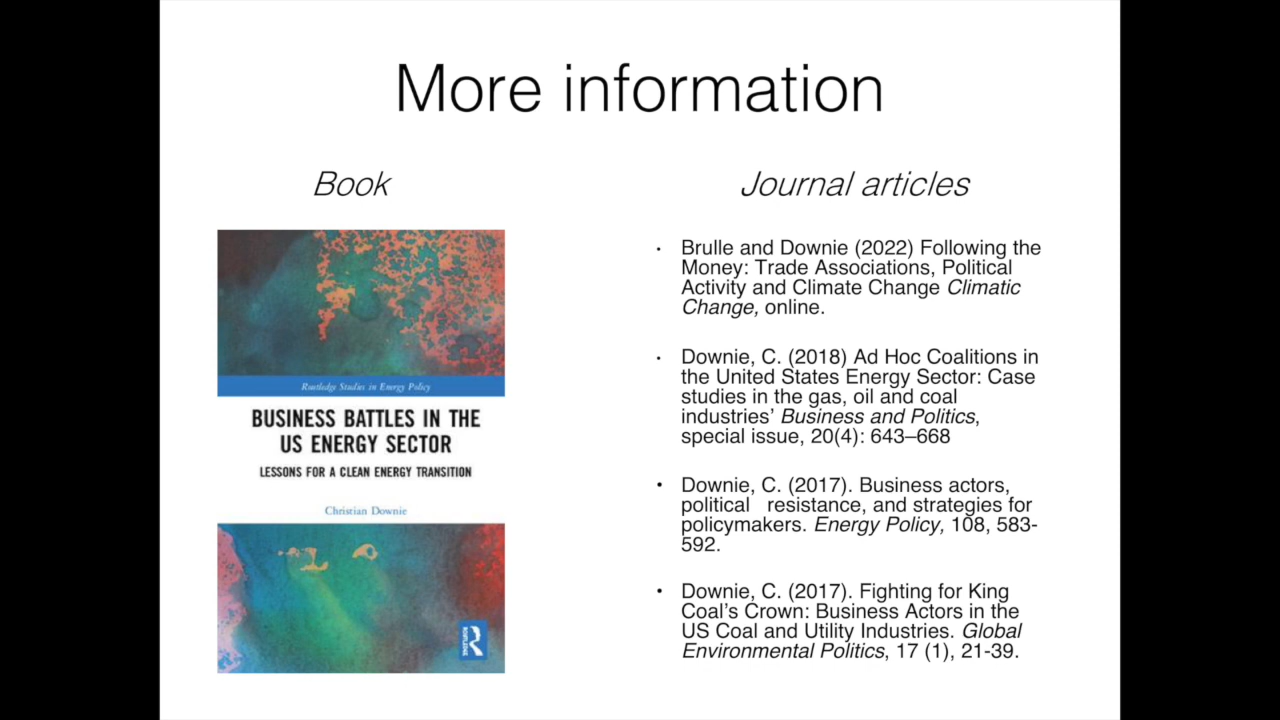 More information
Book
Routledge Studies in Energy Policy
BUSINESS BATTLES IN THE
US ENERGY SECTOR
LESSONS FOR A CLEAN ENERGY TRANSITION
Christian Downie
ROUTLEDGE
Journal articles
• Brulle and Downie (2022) Following the
Money: Trade Associations, Political
Activity and Climate Change Climatic
Change, online.
• Downie, C. (2018) Ad Hoc Coalitions in
the United States Energy Sector: Case
studies in the gas, oil and coal
industries’ Business and Politics,
special issue, 20(4): 643–668
• Downie, C. (2017). Business actors,
political   resistance, and strategies for
policymakers. Energy Policy, 108, 583-
592.
• Downie, C. (2017). Fighting for King
Coal’s Crown: Business Actors in the
US Coal and Utility Industries. Global
Environmental Politics, 17 (1), 21-39.